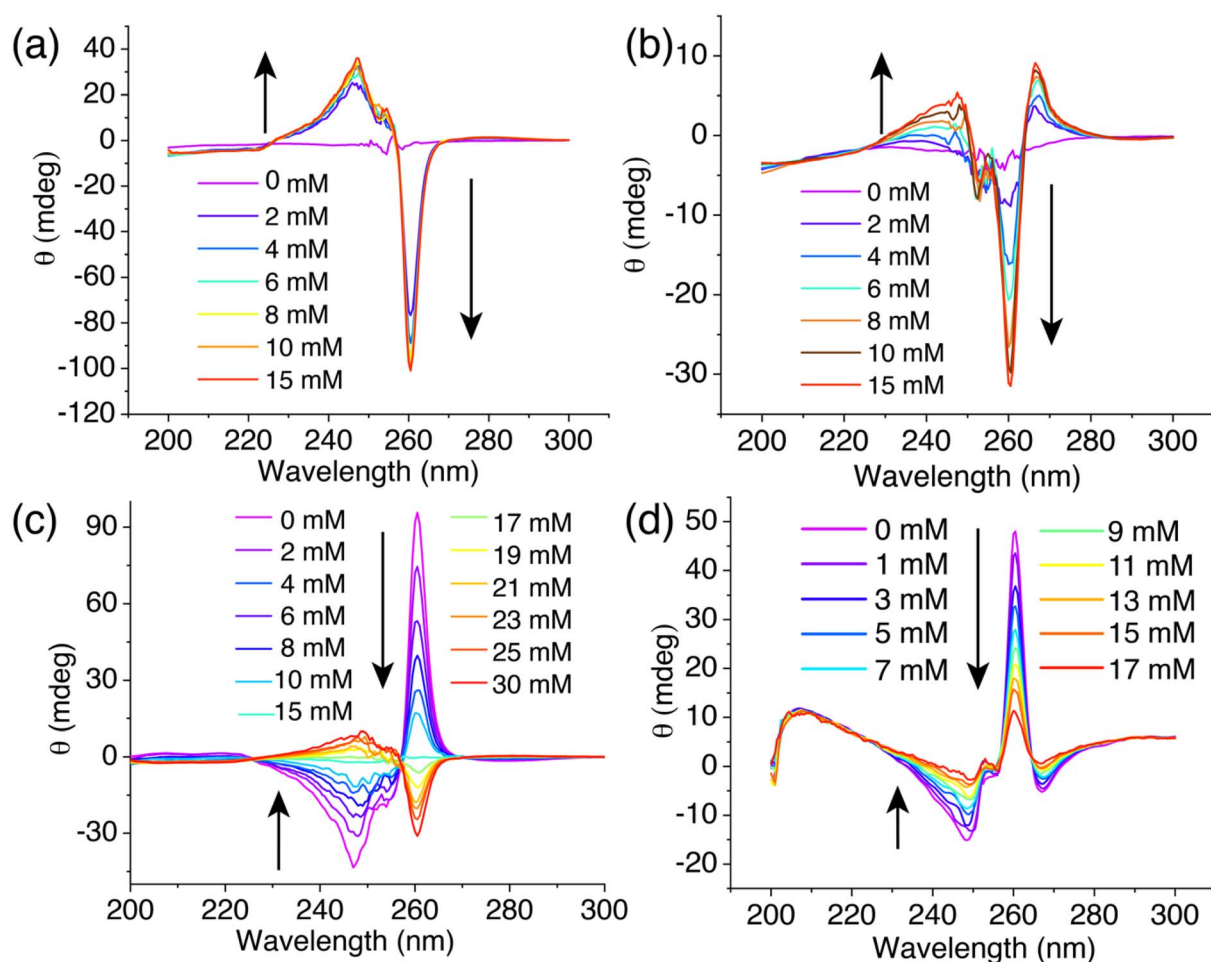 (a)
40
20
0
-20
-40
-60
-80
-100
-120
θ (mdeg)
0 mM
2 mM
4 mM
6 mM
8 mM
10 mM
15 mM
200 220 240 260 280 300
Wavelength (nm)
(b)
10
0
-10
-20
-30
θ (mdeg)
0 mM
2 mM
4 mM
6 mM
8 mM
10 mM
15 mM
200 220 240 260 280 300
Wavelength (nm)
(c)
90
60
30
0
-30
θ (mdeg)
0 mM 17 mM
2 mM 19 mM
4 mM 21 mM
6 mM 23 mM
8 mM 25 mM
10 mM 30 mM
15 mM
200 220 240 260 280 300
Wavelength (nm)
(d)
50
40
30
20
10
0
-10
-20
θ (mdeg)
0 mM 9 mM
1 mM 11 mM
3 mM 13 mM
5 mM 15 mM
7 mM 17 mM
200 220 240 260 280 300
Wavelength (nm)